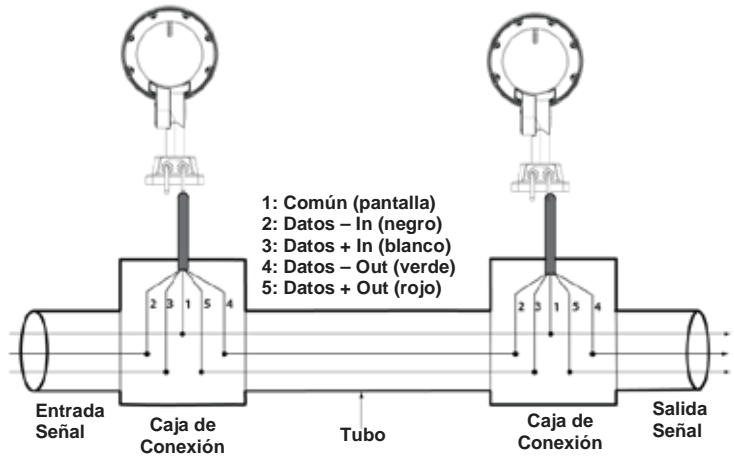 1: Común (pantalla)
2: Datos – In (negro)
3: Datos + In (blanco)
4: Datos – Out (verde)
5: Datos + Out (rojo)
2 3 1 5 4
2 3 1 5 4
Entrada
Señal
Caja de
Conexión
Tubo
Caja de
Conexión
Salida
Señal